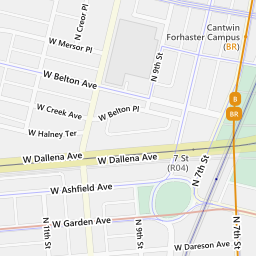 N Creor Pl
Cantwin
Forhaster Campus
(BR)
W Mersor Pl
N 9th St
W Belton Ave
B
BR
W Creek Ave
W Belton Pl
W Halney Ter
W Dallena Ave
W Dallena Ave
7 St
(R04)
N 7th St
W Ashfield Ave
N 11th St
W Garden Ave
N 9th St
N 7th St
W Dareson Ave